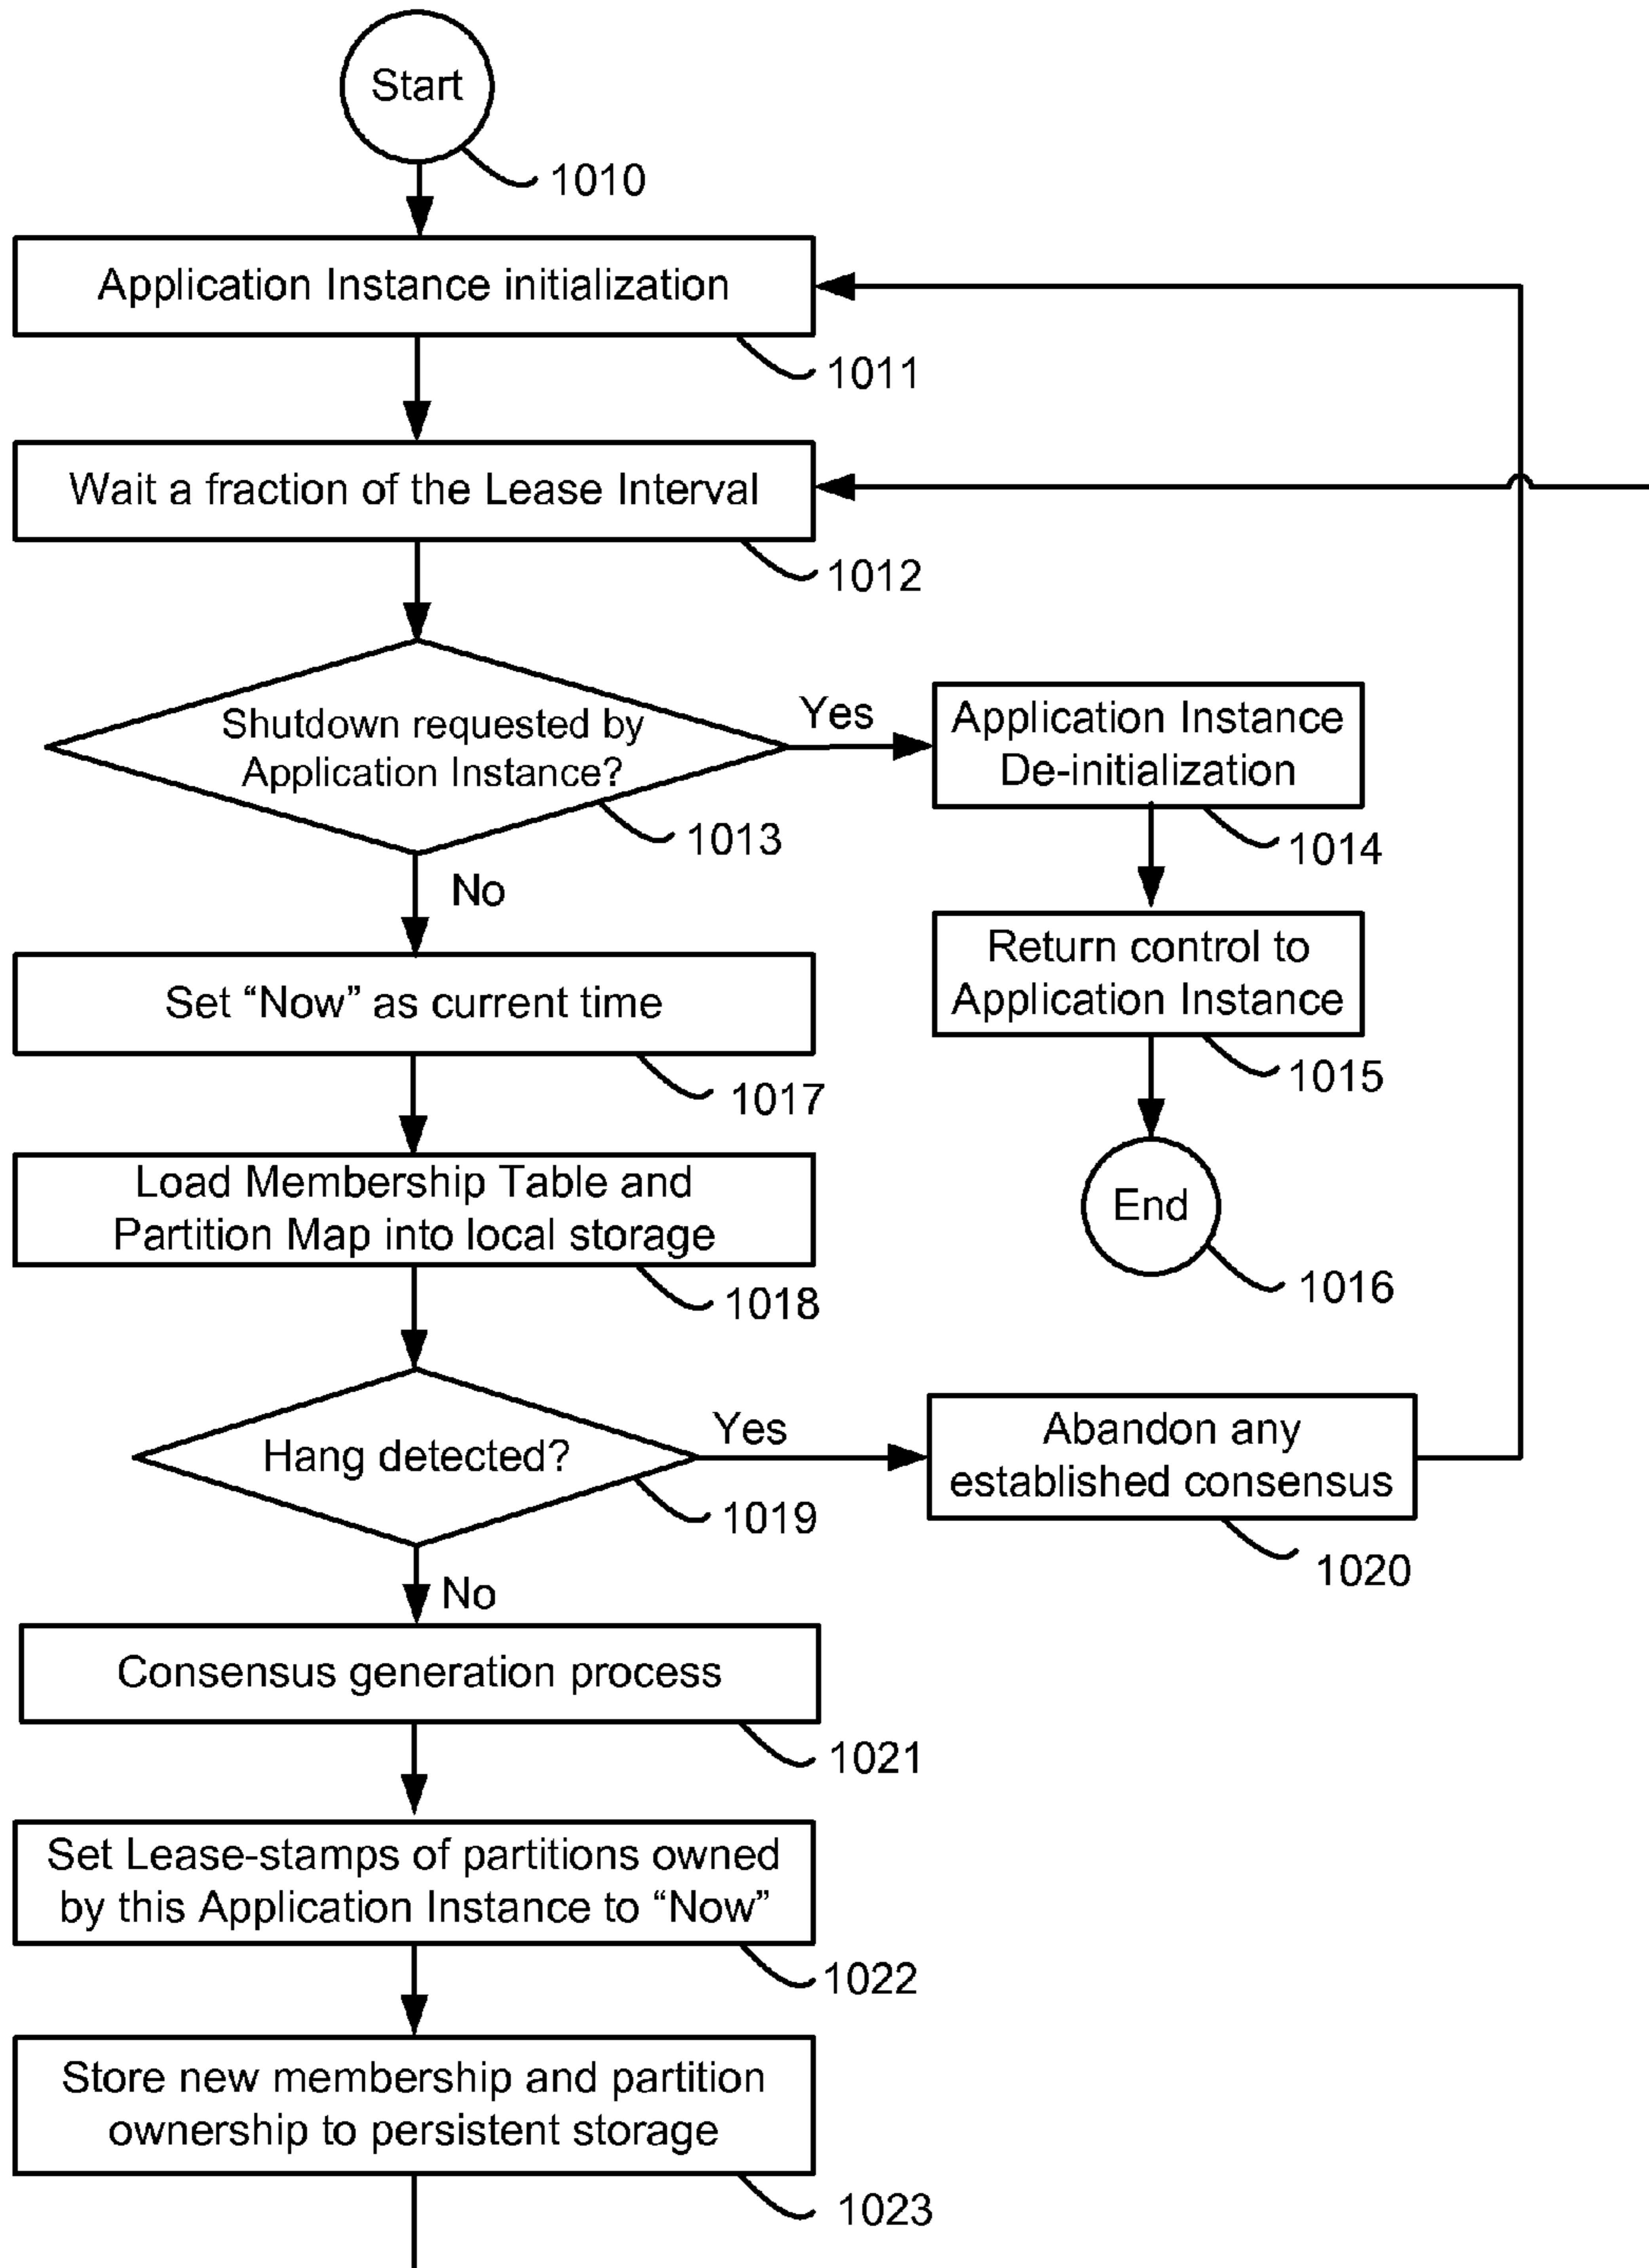 Start
1010
Application Instance initialization
1011
Wait a fraction of the Lease Interval
1012
Shutdown requested by
Application Instance?
1013
Yes
Application Instance
De-initialization
1014
No
Return control to
Application Instance
1015
Set “Now” as current time
1017
End
1016
Load Membership Table and
Partition Map into local storage
1018
Hang detected?
1019
Yes
Abandon any
established consensus
1020
No
Consensus generation process
1021
Set Lease-stamps of partitions owned
by this Application Instance to “Now”
1022
Store new membership and partition
ownership to persistent storage
1023